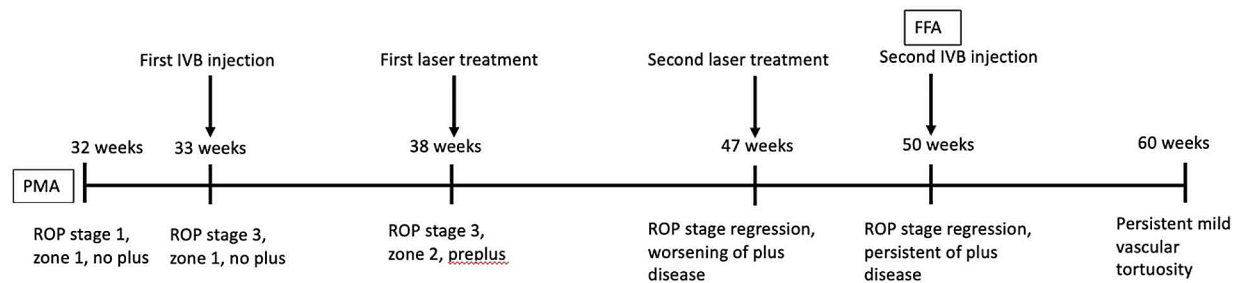 FFA
First IVB injection
First laser treatment
Second laser treatment
Second IVB injection
32 weeks
33 weeks
38 weeks
47 weeks
50 weeks
60 weeks
PMA
ROP stage 1,
zone 1, no plus
ROP stage 3,
zone 1, no plus
ROP stage 3,
zone 2, preplus
ROP stage regression,
worsening of plus
disease
ROP stage regression,
persistent of plus
disease
Persistent mild
vascular
tortuosity